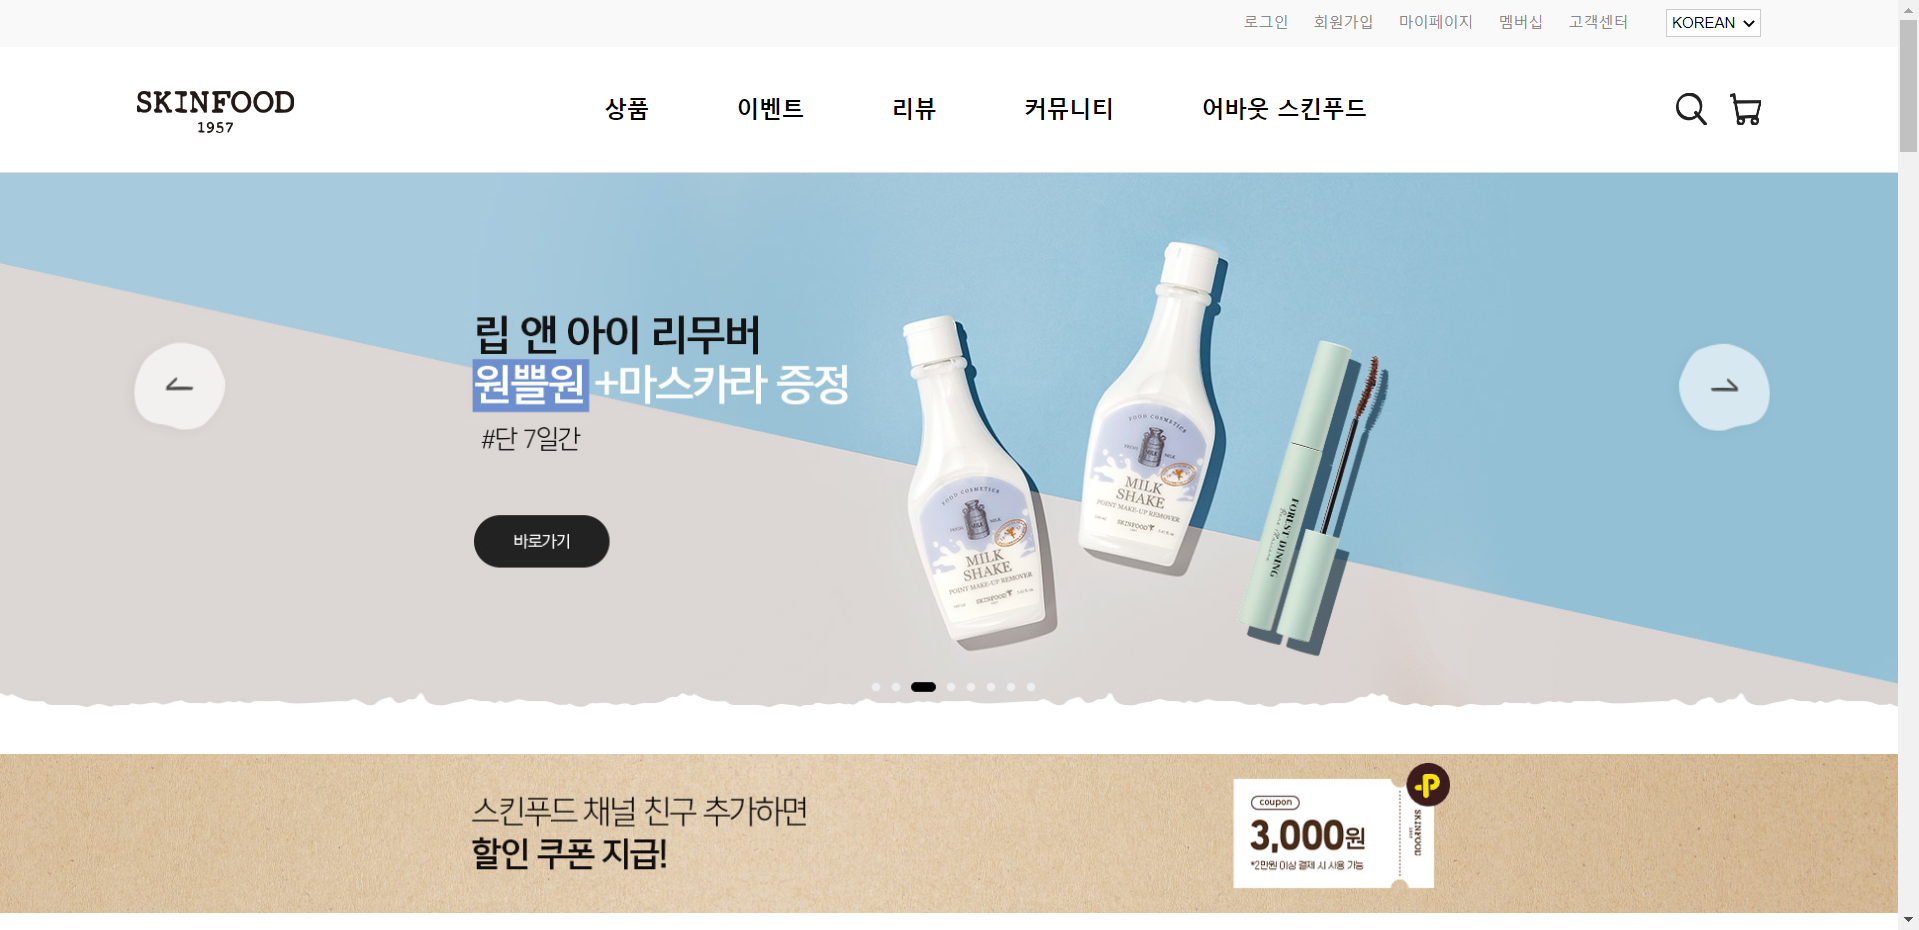 로그인 회원가입 마이페이지 멤버십 고객센터 KOREAN
SKINFOOD
1957
상품 이벤트 리뷰 커뮤니티 어바웃 스킨푸드
립 앤 아이 리무버
원쁠원 +마스카라 증정
#단 7일간
바로가기
FOOD COSMETICS
FRESH MILK MILK
MILK
SHAKE
POINT MAKE-UP REMOVER
SKINFOOD
FOOD COSMETICS
FRESH MILK MILK
MILK
SHAKE
POINT MAKE-UP REMOVER
SKINFOOD
FOREST DINING
스킨푸드 채널 친구 추가하면
할인 쿠폰 지급!
coupon
3,000원
*2만원 이상 결제 시 사용 가능
P
SKINFOOD